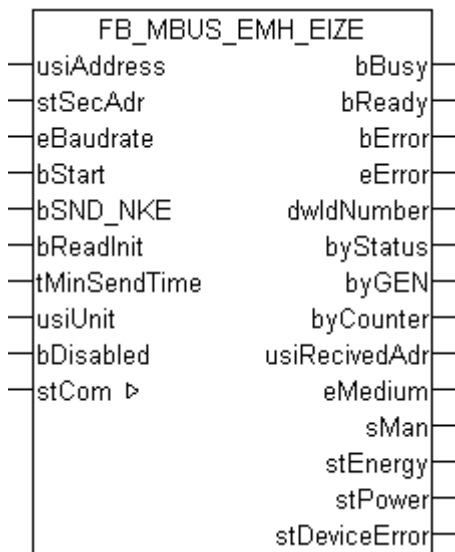 FB_MBUS_EMH_EIZE
usiAddress bBusy
stSecAdr bReady
eBaudrate bError
bStart eError
bSND_NKE dwIdNumber
bReadInit byStatus
tMinSendTime byGEN
usiUnit byCounter
bDisabled usiRecivedAdr
stCom ▷ eMedium
sMan
stEnergy
stPower
stDeviceError